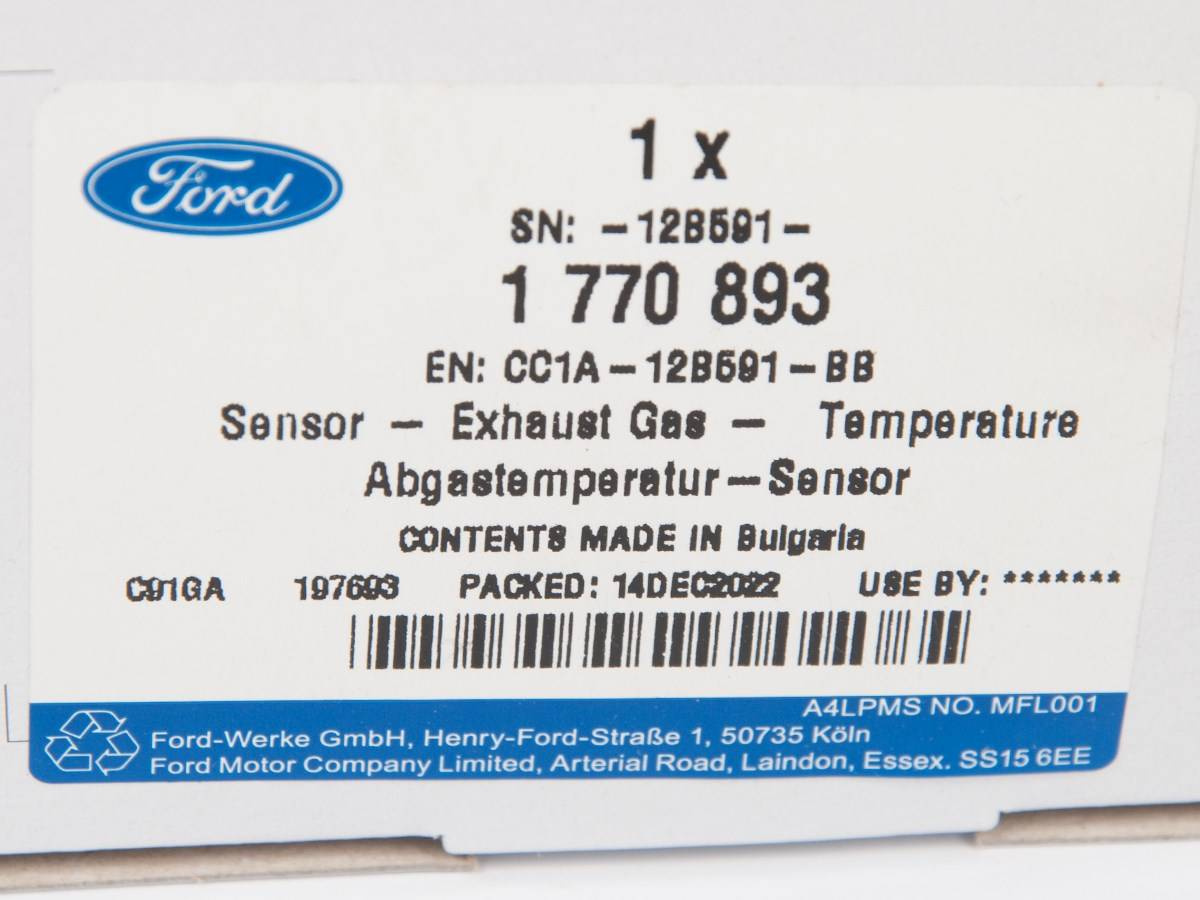 Ford
1 x
SN: -12B591-
1 770 893
EN: CC1A-12B591-BB
Sensor - Exhaust Gas - Temperature
Abgastemperatur-Sensor
CONTENTS MADE IN Bulgaria
C91GA 197693 PACKED: 14DEC2022 USE BY: *******
A4LPMS NO. MFL001
Ford-Werke GmbH, Henry-Ford-Straße 1, 50735 Köln
Ford Motor Company Limited, Arterial Road, Laindon, Essex. SS15 6EE